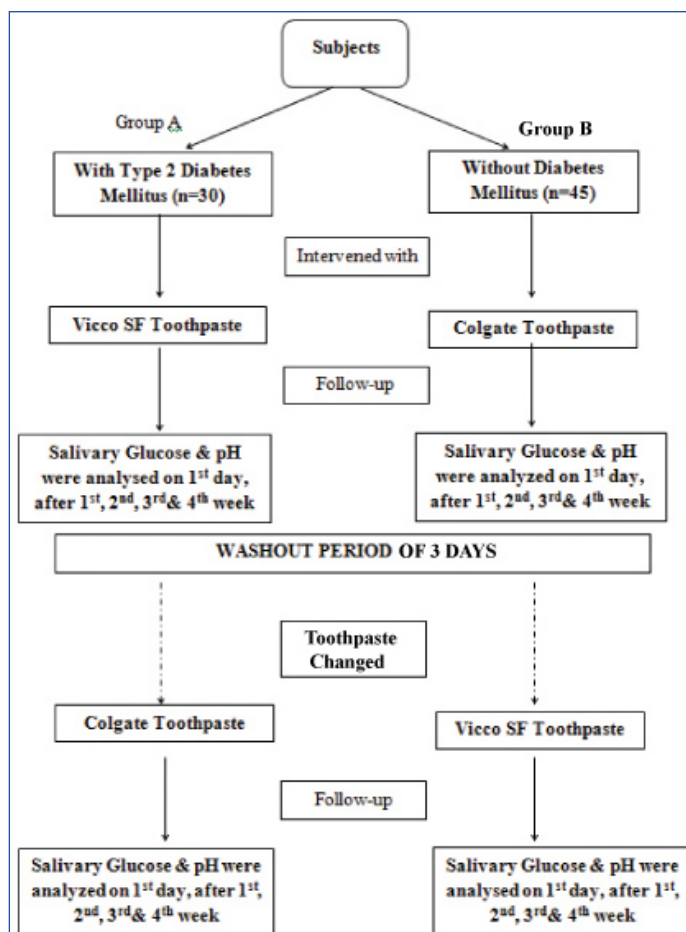 Subjects
Group A
Group B
With Type 2 Diabetes
Mellitus (n=30)
Without Diabetes
Mellitus (n=45)
Intervened with
Vicco SF Toothpaste
Colgate Toothpaste
Follow-up
Salivary Glucose & pH
were analysed on 1st day,
after 1st, 2nd, 3rd & 4th week
Salivary Glucose & pH
were analyzed on 1st day,
after 1st, 2nd, 3rd & 4th week
WASHOUT PERIOD OF 3 DAYS
Toothpaste
Changed
Colgate Toothpaste
Vicco SF Toothpaste
Follow-up
Salivary Glucose & pH were
analyzed on 1st day, after 1st,
2nd, 3rd & 4th week
Salivary Glucose & pH were
analysed on 1st day, after 1st,
2nd, 3rd & 4th week